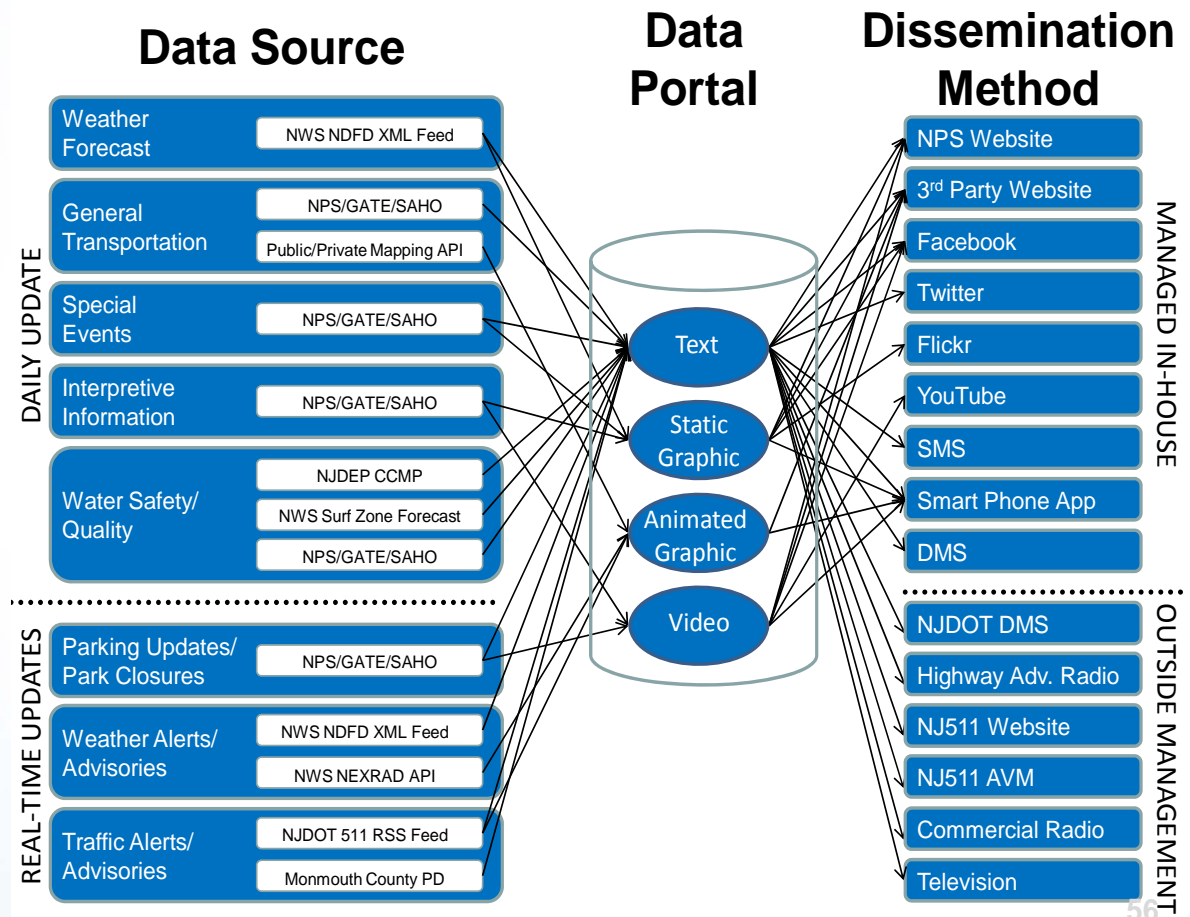 Data Source
Data
Portal
Dissemination
Method
DAILY UPDATE
Weather
Forecast
NWS NDFD XML Feed
General
Transportation
NPS/GATE/SAHO
Public/Private Mapping API
Special
Events
NPS/GATE/SAHO
Interpretive
Information
NPS/GATE/SAHO
Water Safety/
Quality
NJDEP CCMP
NWS Surf Zone Forecast
NPS/GATE/SAHO
REAL-TIME UPDATES
Parking Updates/
Park Closures
NPS/GATE/SAHO
Weather Alerts/
Advisories
NWS NDFD XML Feed
NWS NEXRAD API
Traffic Alerts/
Advisories
NJDOT 511 RSS Feed
Monmouth County PD
Text
Static
Graphic
Animated
Graphic
Video
MANAGED IN-HOUSE
NPS Website
3rd Party Website
Facebook
Twitter
Flickr
YouTube
SMS
Smart Phone App
DMS
OUTSIDE MANAGEMENT
NJDOT DMS
Highway Adv. Radio
NJ511 Website
NJ511 AVM
Commercial Radio
Television
56